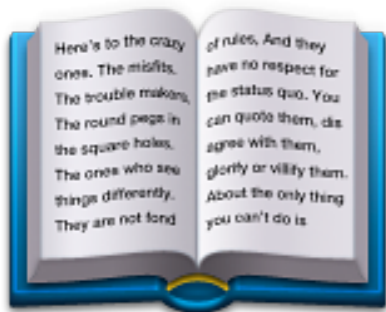 Here's to the crazy
ones. The misfits,
The trouble makers,
The round pegs in
the square holes,
The ones who see
things differently.
They are not fond
of rules, And they
have no respect for
the status quo. You
can quote them, dis
agree with them,
glorify or villify them.
About the only thing
you can't do is